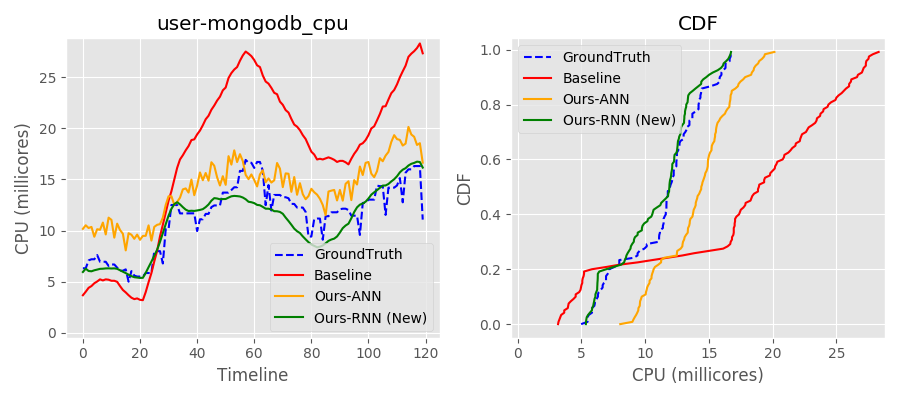 user-mongodb_cpu
CPU (millicores)
25
20
15
10
5
0
0 20 40 60 80 100 120
Timeline
GroundTruth
Baseline
Ours-ANN
Ours-RNN (New)
CDF
CDF
1.0
0.8
0.6
0.4
0.2
0.0
0 5 10 15 20 25
CPU (millicores)
GroundTruth
Baseline
Ours-ANN
Ours-RNN (New)